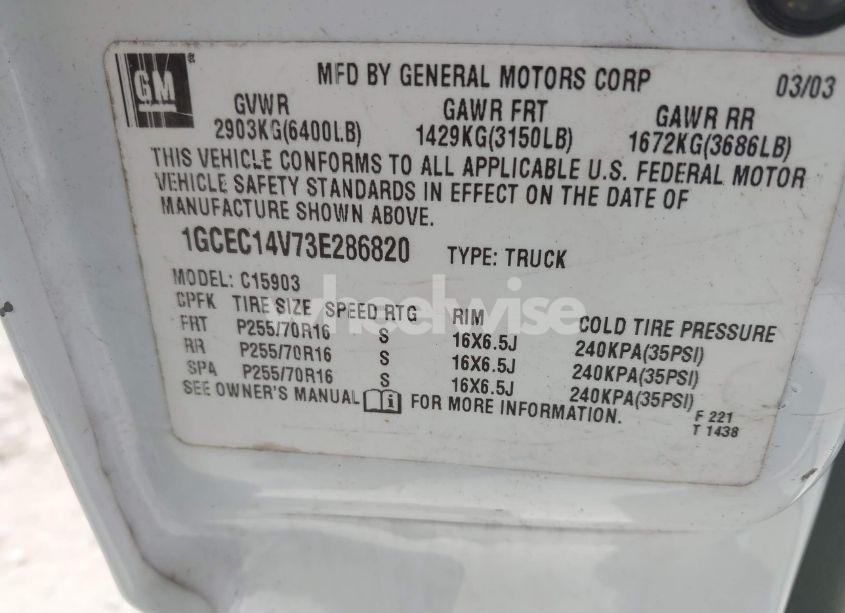 GM
MFD BY GENERAL MOTORS CORP 03/03
GVWR GAWR FRT GAWR RR
2903KG(6400LB) 1429KG(3150LB) 1672KG(3686LB)
THIS VEHICLE CONFORMS TO ALL APPLICABLE U.S. FEDERAL MOTOR
VEHICLE SAFETY STANDARDS IN EFFECT ON THE DATE OF
MANUFACTURE SHOWN ABOVE.
1GCEC14V73E286820 TYPE: TRUCK
MODEL: C15903
CPFK TIRE SIZE SPEED RTG RIM COLD TIRE PRESSURE
FRT P255/70R16 S 16X6.5J 240KPA(35PSI)
RR P255/70R16 S 16X6.5J 240KPA(35PSI)
SPA P255/70R16 S 16X6.5J 240KPA(35PSI)
SEE OWNER'S MANUAL i FOR MORE INFORMATION.
F 221
T 1438
wheelwise